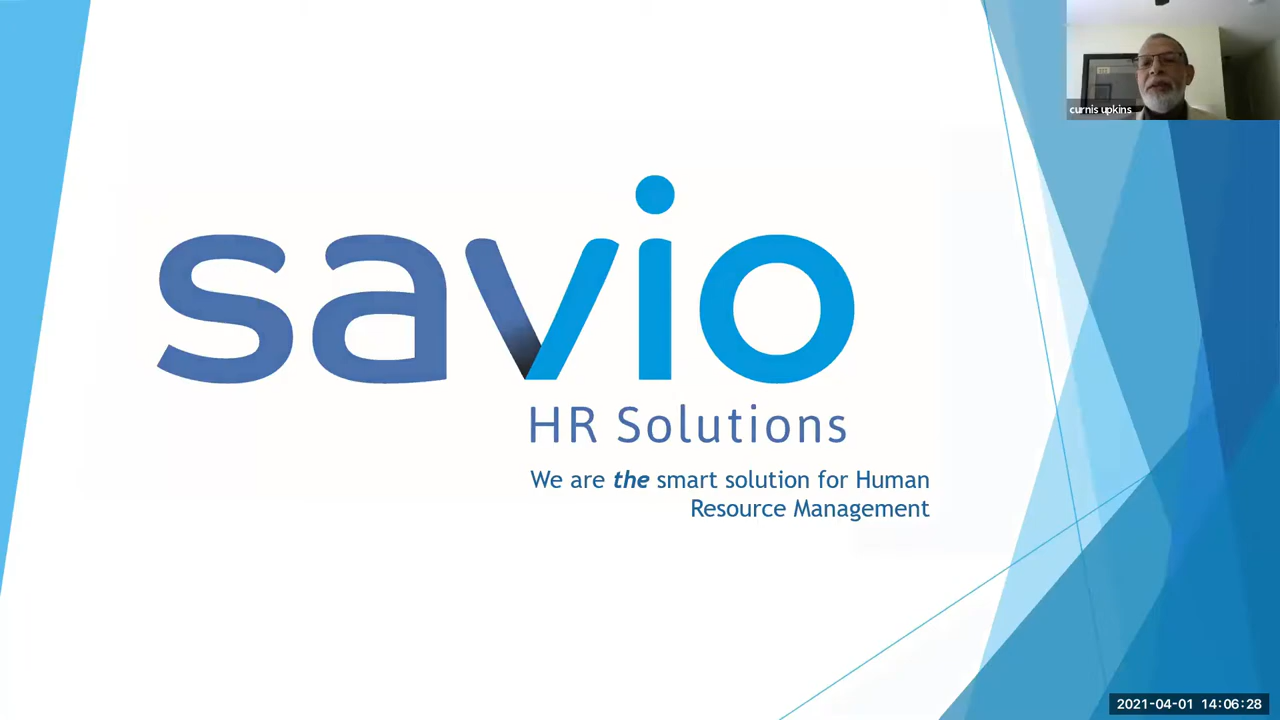 curnis upkins
savio
HR Solutions
We are the smart solution for Human
Resource Management
2021-04-01 14:06:28